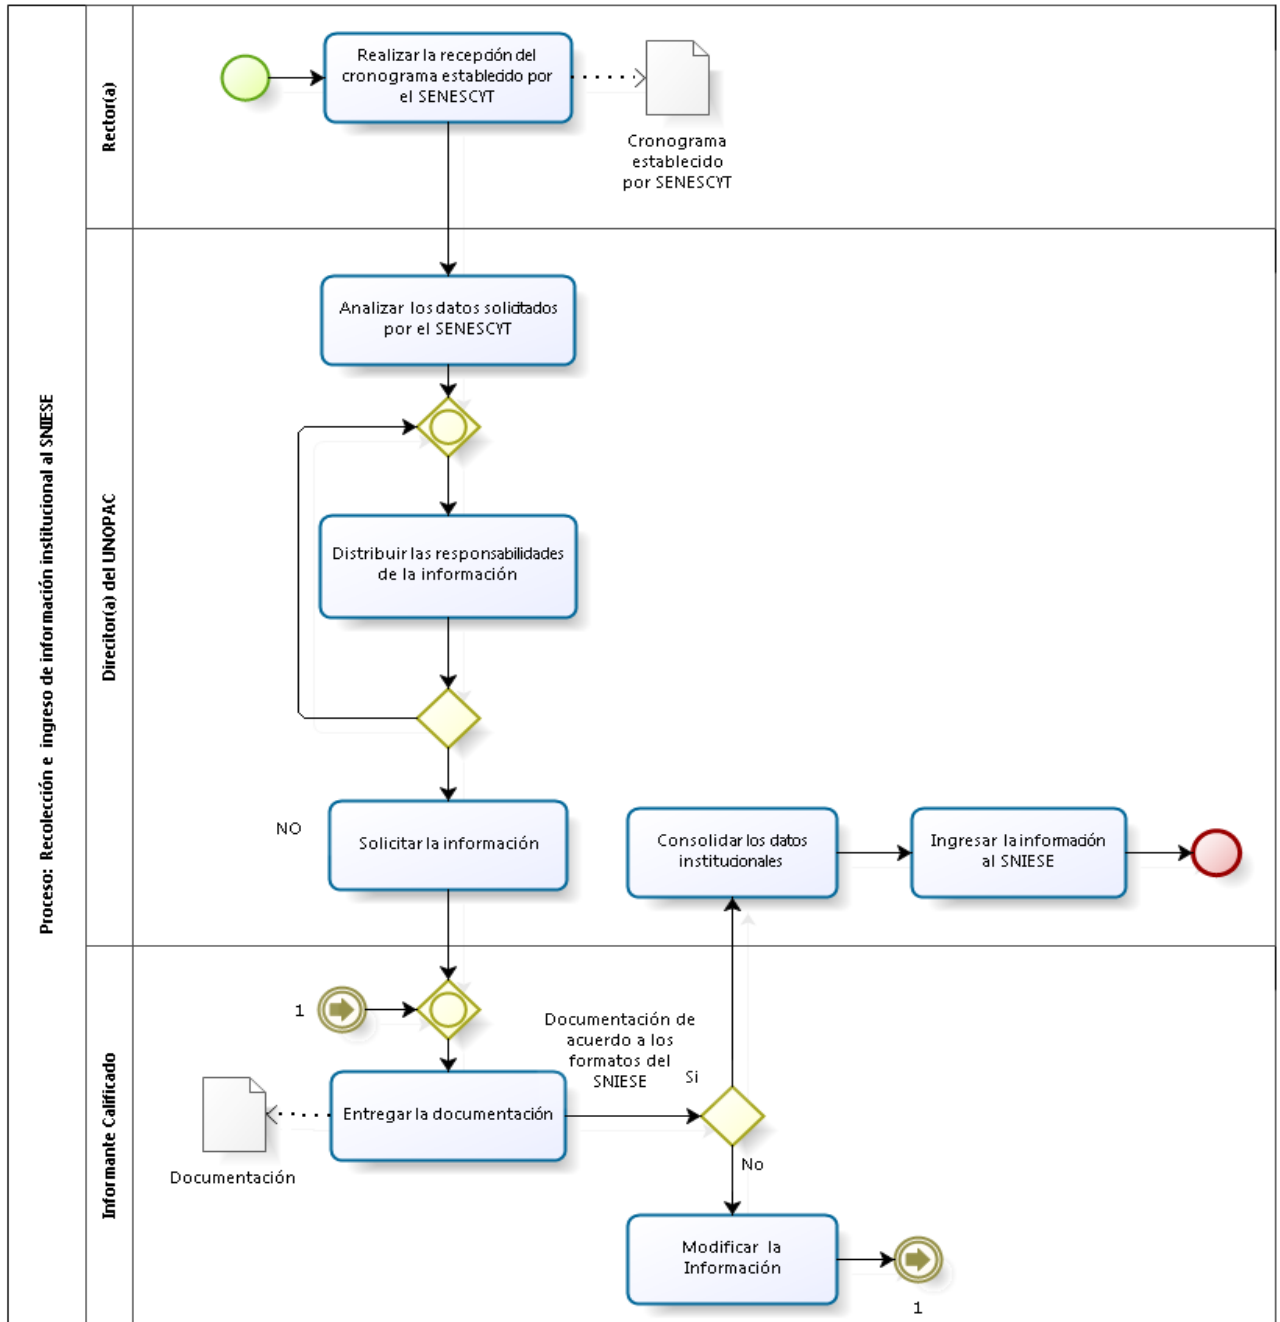 Proceso: Recolección e ingreso de información institucional al SNIESE
Rector(a)
Realizar la recepción del
cronograma establecido por
el SENESCYT
Cronograma
establecido
por SENESCYT
Direcitor(a) del UNOPAC
Analizar los datos solicitados
por el SENESCYT
Distribuir las responsabilidades
de la información
NO
Solicitar la información
Consolidar los datos
institucionales
Ingresar la información
al SNIESE
Informante Calificado
1
Documentación de
acuerdo a los
formatos del
SNIESE
Si
Entregar la documentación
Documentación
No
Modificar la
Información
1